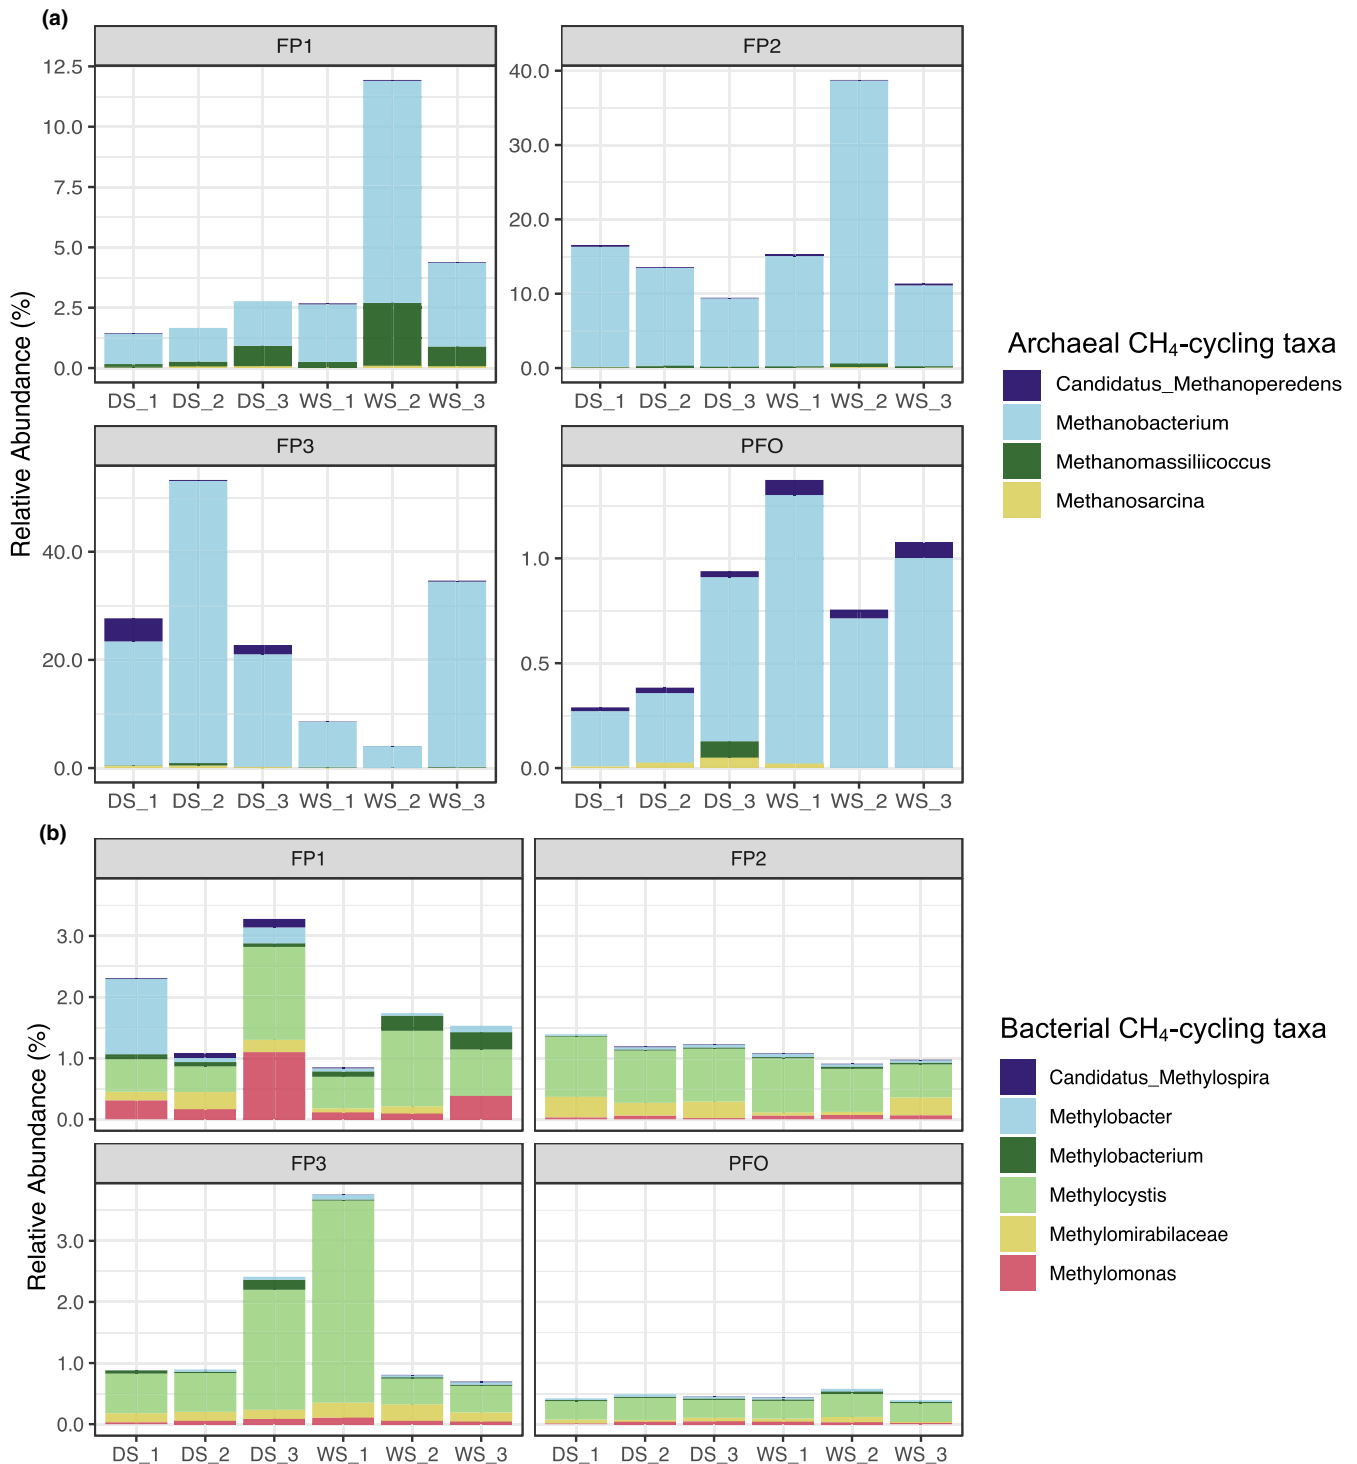 (a)
FP1
FP2
12.5
10.0
7.5
5.0
2.5
0.0
40.0
30.0
20.0
10.0
0.0
DS_1 DS_2 DS_3 WS_1 WS_2 WS_3
DS_1 DS_2 DS_3 WS_1 WS_2 WS_3
FP3
PFO
40.0
20.0
0.0
1.0
0.5
0.0
DS_1 DS_2 DS_3 WS_1 WS_2 WS_3
DS_1 DS_2 DS_3 WS_1 WS_2 WS_3
Relative Abundance (%)
Archaeal CH₄-cycling taxa
Candidatus_Methanoperedens
Methanobacterium
Methanomassiliicoccus
Methanosarcina
(b)
FP1
FP2
3.0
2.0
1.0
0.0
FP3
PFO
3.0
2.0
1.0
0.0
DS_1 DS_2 DS_3 WS_1 WS_2 WS_3
DS_1 DS_2 DS_3 WS_1 WS_2 WS_3
Relative Abundance (%)
Bacterial CH₄-cycling taxa
Candidatus_Methylospira
Methylobacter
Methylobacterium
Methylocystis
Methylomirabilaceae
Methylomonas